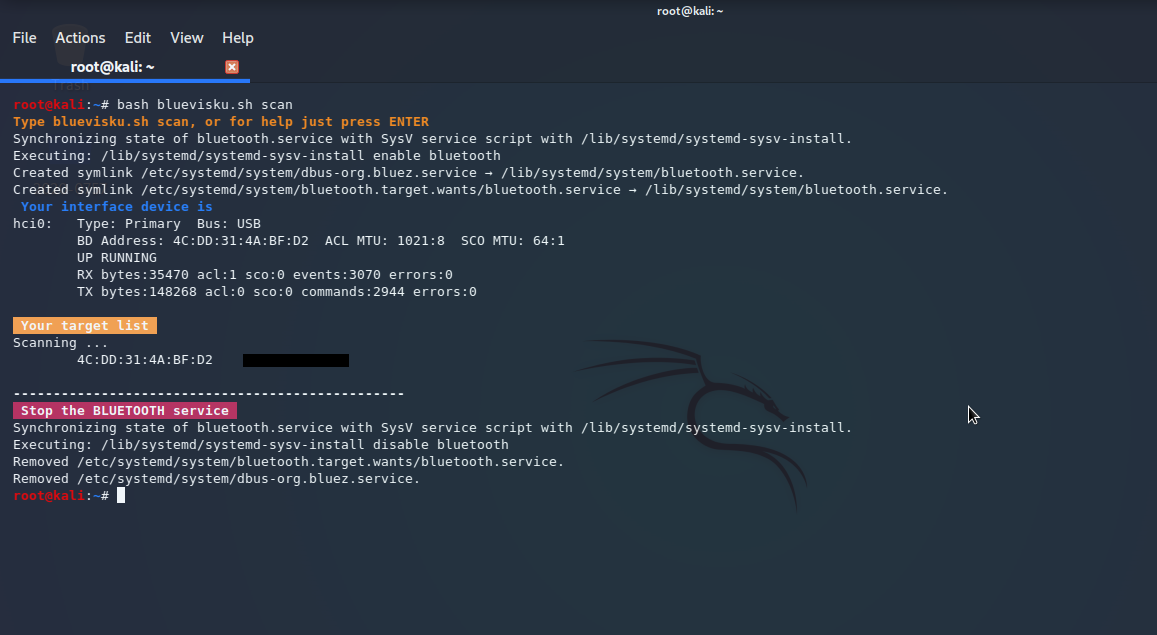 root@kali: ~
File Actions Edit View Help
root@kali: ~
Trash
root@kali:~# bash bluevisku.sh scan
Type bluevisku.sh scan, or for help just press ENTER
Synchronizing state of bluetooth.service with SysV service script with /lib/systemd/systemd-sysv-install.
Executing: /lib/systemd/systemd-sysv-install enable bluetooth
Created symlink /etc/systemd/system/dbus-org.bluez.service → /lib/systemd/system/bluetooth.service.
Created symlink /etc/systemd/system/bluetooth.target.wants/bluetooth.service → /lib/systemd/system/bluetooth.service.
Your interface device is
hci0:   Type: Primary  Bus: USB
BD Address: 4C:DD:31:4A:BF:D2  ACL MTU: 1021:8  SCO MTU: 64:1
UP RUNNING
RX bytes:35470 acl:1 sco:0 events:3070 errors:0
TX bytes:148268 acl:0 sco:0 commands:2944 errors:0
Your target list
Scanning ...
4C:DD:31:4A:BF:D2
-------------------------------------------------
Stop the BLUETOOTH service
Synchronizing state of bluetooth.service with SysV service script with /lib/systemd/systemd-sysv-install.
Executing: /lib/systemd/systemd-sysv-install disable bluetooth
Removed /etc/systemd/system/bluetooth.target.wants/bluetooth.service.
Removed /etc/systemd/system/dbus-org.bluez.service.
root@kali:~#